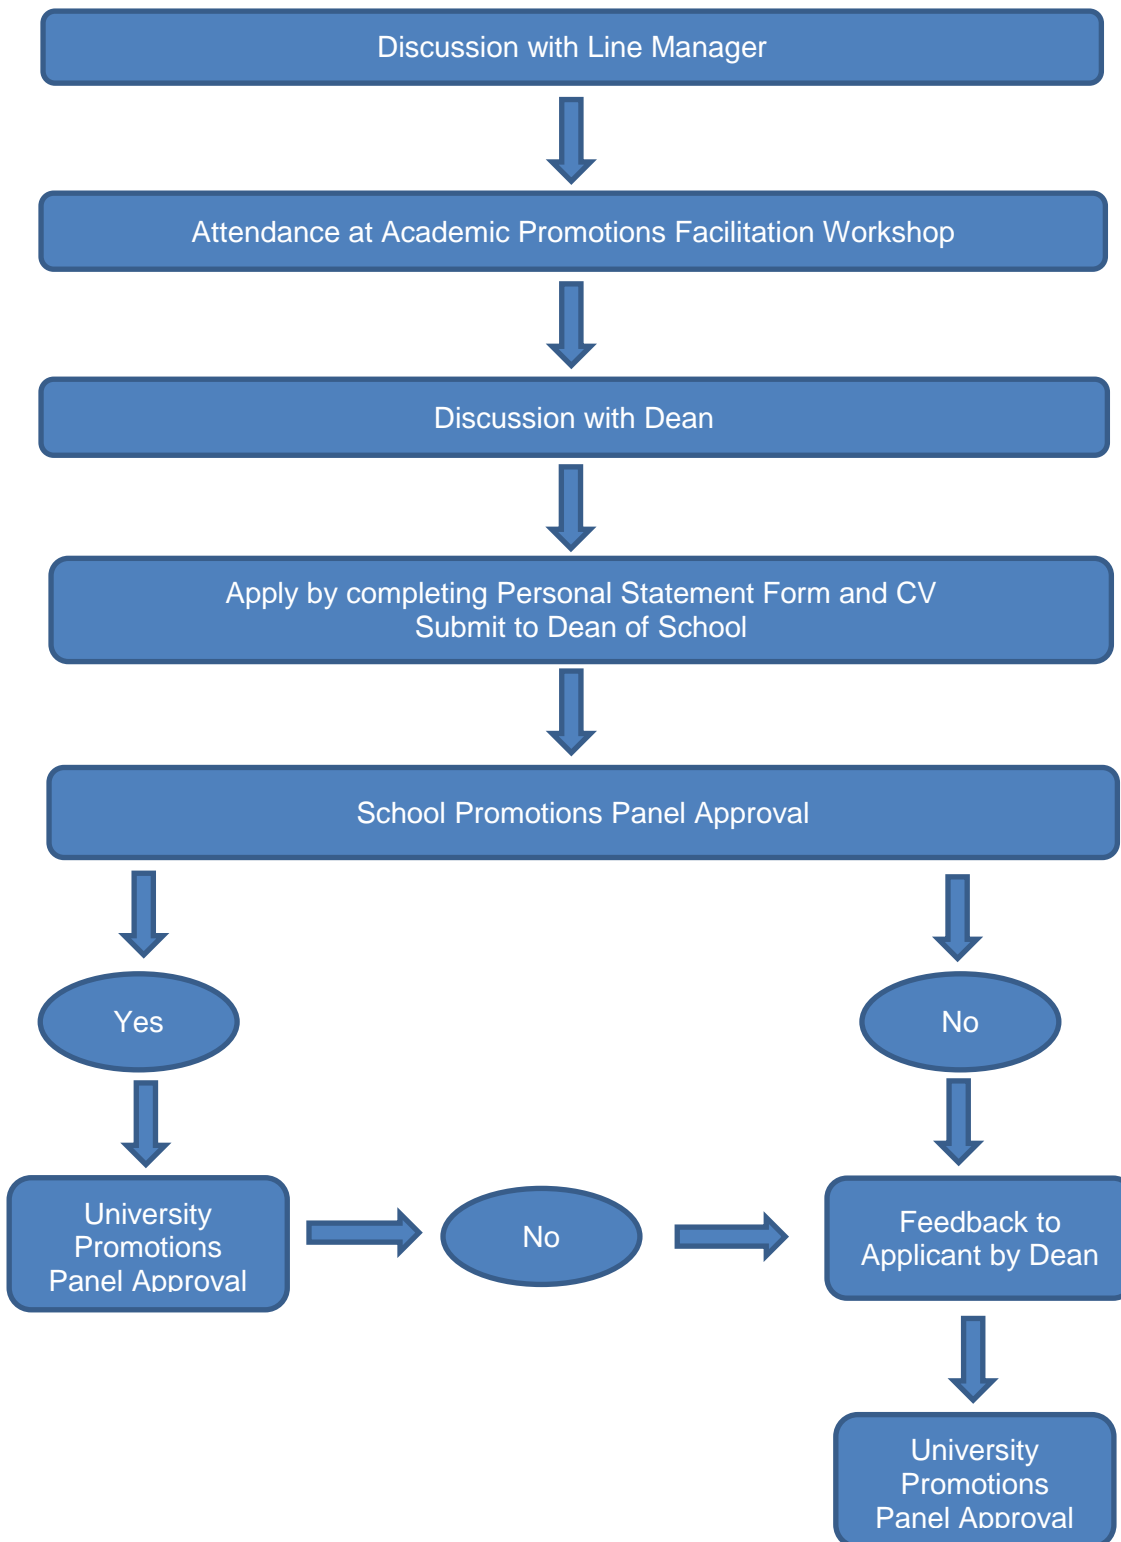 Discussion with Line Manager
Attendance at Academic Promotions Facilitation Workshop
Discussion with Dean
Apply by completing Personal Statement Form and CV
Submit to Dean of School
School Promotions Panel Approval
Yes
No
University
Promotions
Panel Approval
No
Feedback to
Applicant by Dean
University
Promotions
Panel Approval